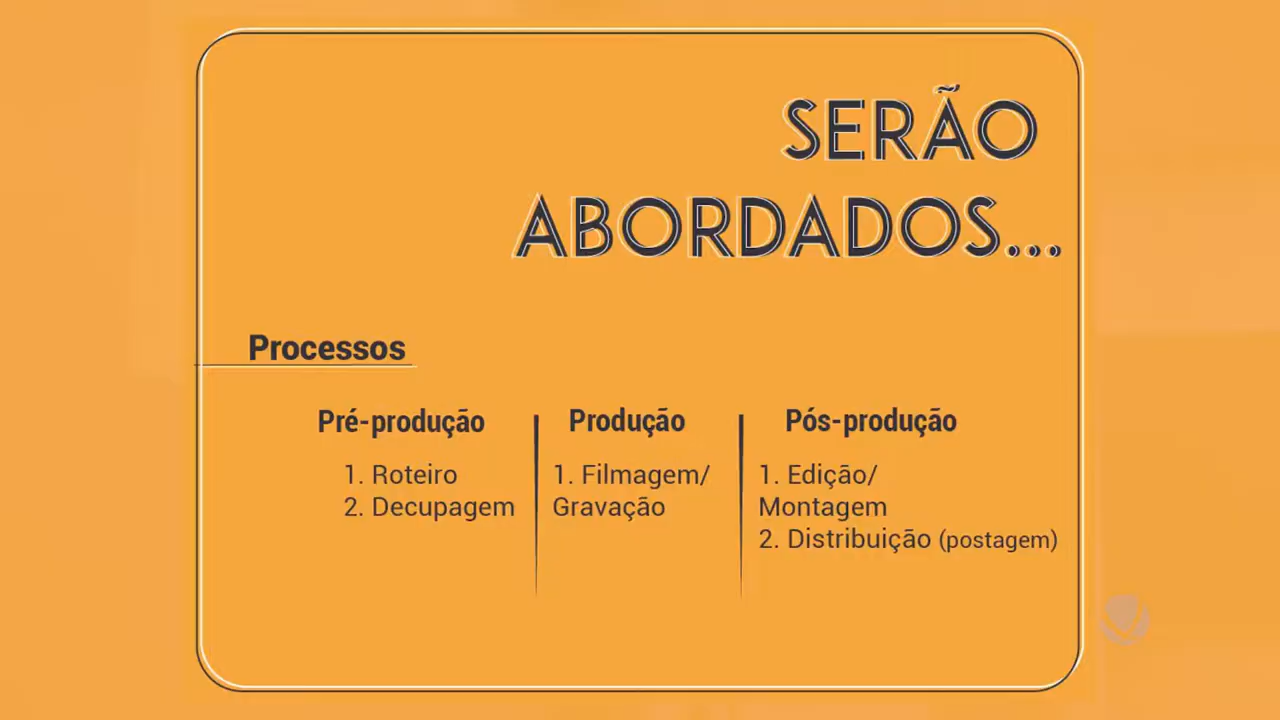 SERÃO
ABORDADOS...
Processos
Pré-produção
1. Roteiro
2. Decupagem
Produção
1. Filmagem/
Gravação
Pós-produção
1. Edição/
Montagem
2. Distribuição (postagem)